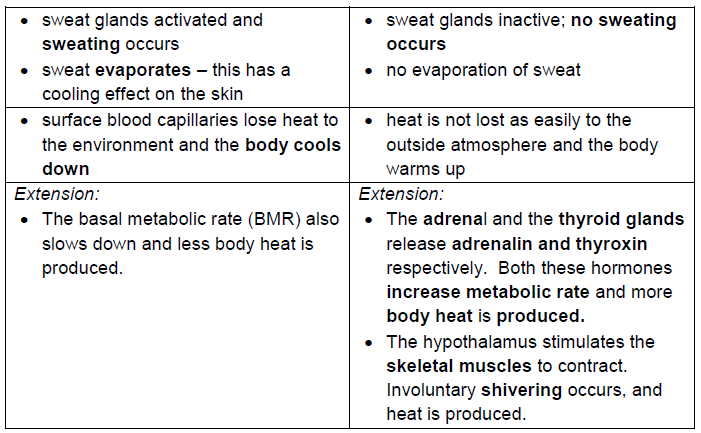 • sweat glands activated and
sweating occurs
• sweat evaporates – this has a
cooling effect on the skin
• sweat glands inactive; no sweating
occurs
• no evaporation of sweat
• surface blood capillaries lose heat to
the environment and the body cools
down
• heat is not lost as easily to the
outside atmosphere and the body
warms up
Extension:
• The basal metabolic rate (BMR) also
slows down and less body heat is
produced.
Extension:
• The adrenal and the thyroid glands
release adrenalin and thyroxin
respectively.  Both these hormones
increase metabolic rate and more
body heat is produced.
• The hypothalamus stimulates the
skeletal muscles to contract.
Involuntary shivering occurs, and
heat is produced.